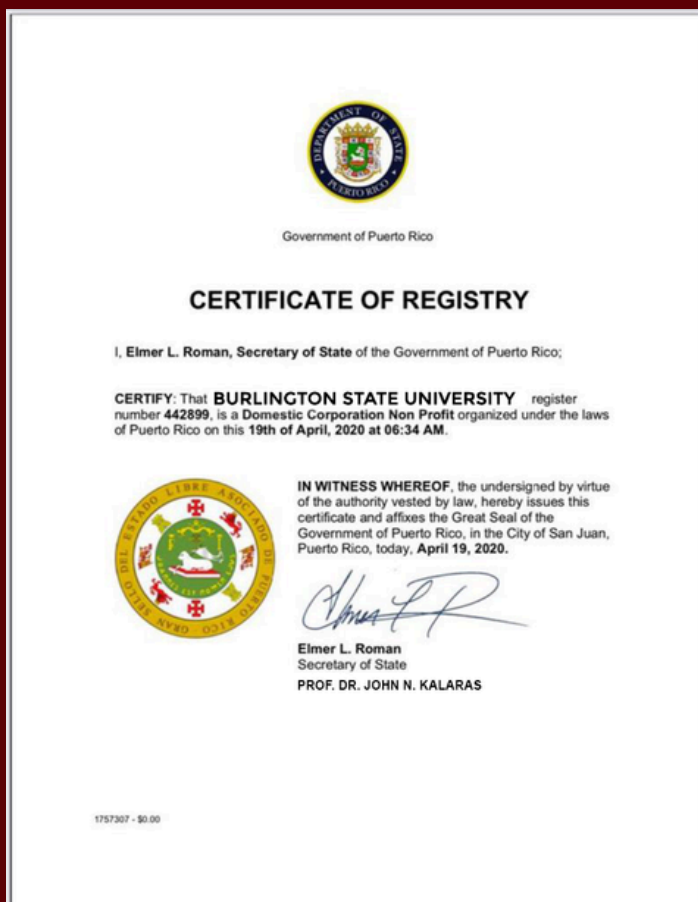 DEPARTMENT OF STATE
PUERTO RICO
Government of Puerto Rico
CERTIFICATE OF REGISTRY
I, Elmer L. Roman, Secretary of State of the Government of Puerto Rico;
CERTIFY: That BURLINGTON STATE UNIVERSITY register
number 442899, is a Domestic Corporation Non Profit organized under the laws
of Puerto Rico on this 19th of April, 2020 at 06:34 AM.
GRAN SELLO DEL ESTADO LIBRE ASOCIADO DE PUERTO RICO
JOANNES EST NOMEN EJUS
IN WITNESS WHEREOF, the undersigned by virtue
of the authority vested by law, hereby issues this
certificate and affixes the Great Seal of the
Government of Puerto Rico, in the City of San Juan,
Puerto Rico, today, April 19, 2020.
Elmer L. Roman
Secretary of State
PROF. DR. JOHN N. KALARAS
1757307 - $0.00